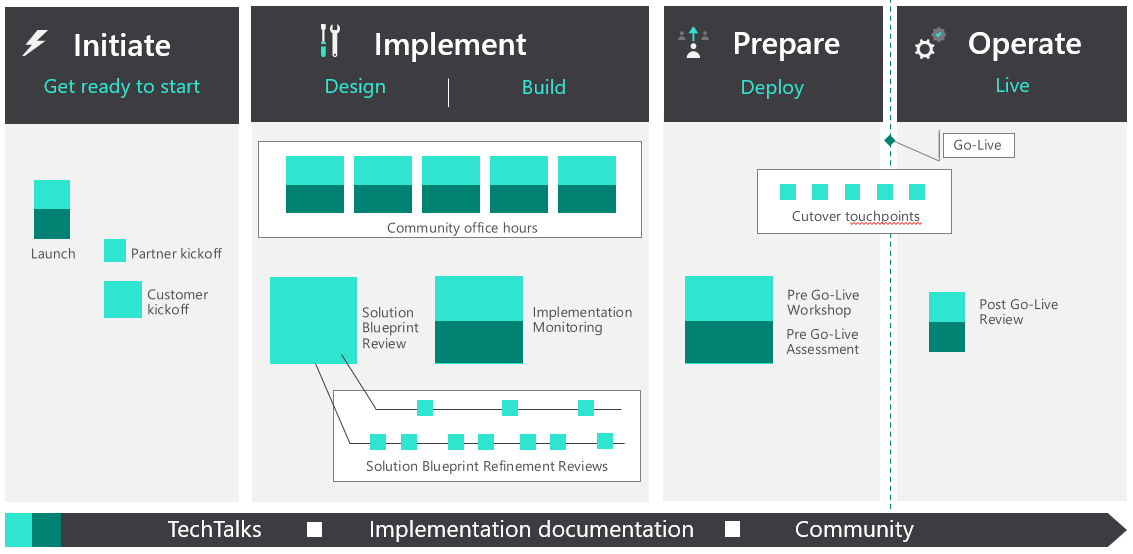 Initiate
Get ready to start
Implement
Design
Build
Prepare
Deploy
Operate
Live
Go-Live
Launch
Partner kickoff
Customer
kickoff
Community office hours
Solution
Blueprint
Review
Implementation
Monitoring
Solution Blueprint Refinement Reviews
Cutover touchpoints
Pre Go-Live
Workshop
Pre Go-Live
Assessment
Post Go-Live
Review
TechTalks
Implementation documentation
Community